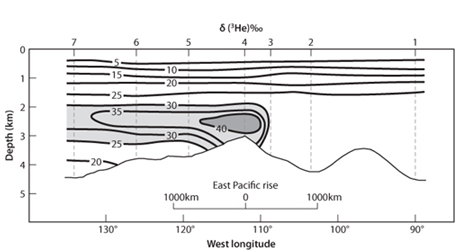 δ (³He)‰
7 6 5 4 3 2 1
0
5
10
15
1
20
25
30
2
35
40
Depth (km)
30
3
25
20
4
East Pacific rise
5
1000km 0 1000km
130° 120° 110° 100° 90°
West longitude